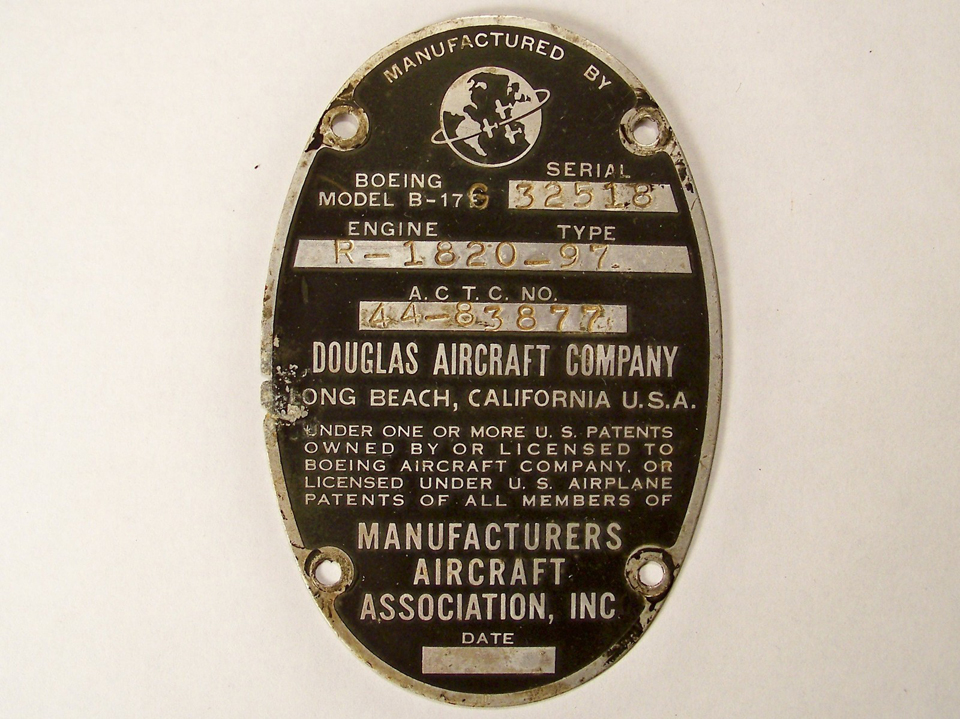 MANUFACTURED BY
BOEING SERIAL
MODEL B-17G 32518
ENGINE TYPE
R-1820-97
A. C. T. C. NO.
44-83877
DOUGLAS AIRCRAFT COMPANY
LONG BEACH, CALIFORNIA U.S.A.
UNDER ONE OR MORE U. S. PATENTS
OWNED BY OR LICENSED TO
BOEING AIRCRAFT COMPANY, OR
LICENSED UNDER U. S. AIRPLANE
PATENTS OF ALL MEMBERS OF
MANUFACTURERS
AIRCRAFT
ASSOCIATION, INC.
DATE